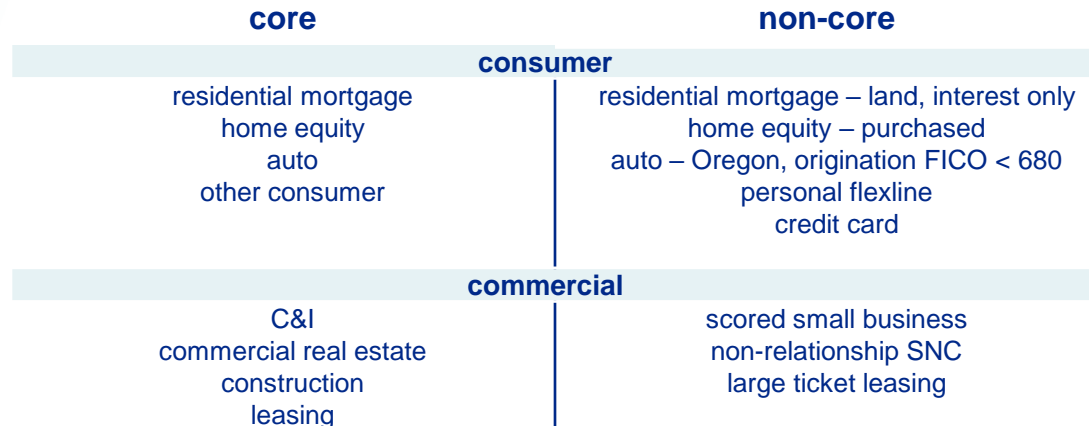 core
non-core
consumer
residential mortgage
home equity
auto
other consumer
residential mortgage – land, interest only
home equity – purchased
auto – Oregon, origination FICO < 680
personal flexline
credit card
commercial
C&I
commercial real estate
construction
leasing
scored small business
non-relationship SNC
large ticket leasing